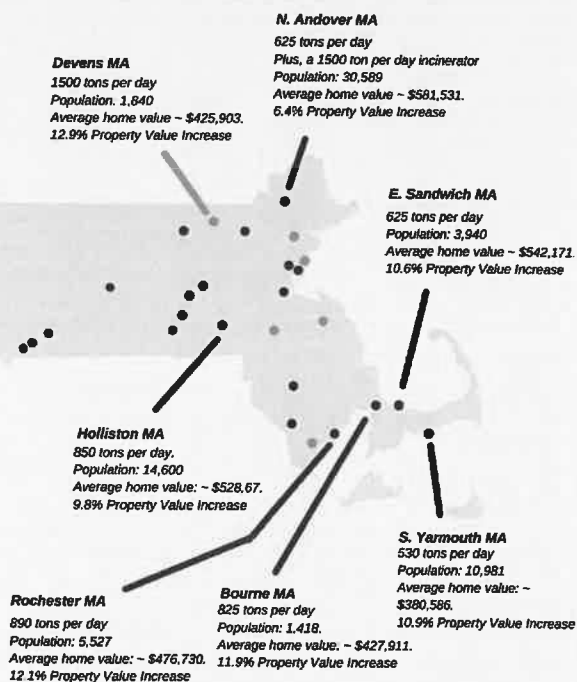 N. Andover MA
625 tons per day
Plus, a 1500 ton per day incinerator
Population: 30,589
Average home value ~ $581,531.
6.4% Property Value Increase
Devens MA
1500 tons per day
Population. 1,840
Average home value ~ $425,903.
12.9% Property Value Increase
E. Sandwich MA
625 tons per day
Population: 3,940
Average home value ~ $542,171.
10.6% Property Value Increase
Holliston MA
850 tons per day.
Population: 14,600
Average home value: ~ $528,67.
9.8% Property Value Increase
S. Yarmouth MA
530 tons per day
Population: 10,981
Average home value: ~
$380,586.
10.9% Property Value Increase
Rochester MA
890 tons per day
Population: 5,527
Average home value: ~ $476,730.
12.1% Property Value Increase
Bourne MA
825 tons per day
Population: 1,418.
Average home value: ~ $427,911.
11.9% Property Value Increase